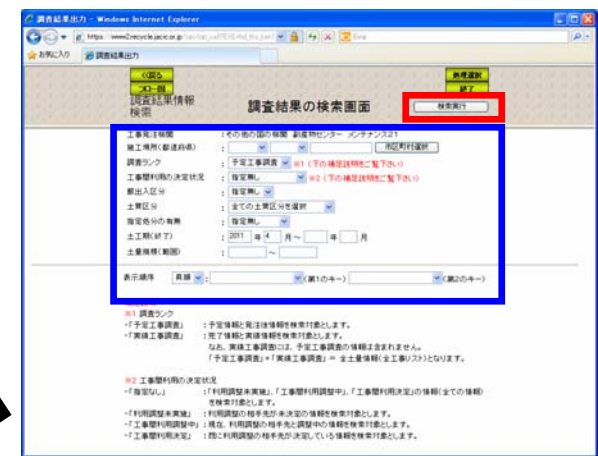 調査結果出力 - Windows Internet Explorer
お気に入り 調査結果出力
<<戻る
フロー図
調査結果情報
検索
調査結果の検索画面
処理選択
終了
検索実行
工事発注機関 :その他の国の機関 副産物センター メンテナンス21
施工場所(都道府県) : 市区町村選択
調査ランク : 予定工事調査 ※1(下の補足説明をご覧下さい)
工事間利用の決定状況 : 指定無し ※2(下の補足説明をご覧下さい)
搬出入区分 : 指定無し
土質区分 : 全ての土質区分を選択
指定処分の有無 : 指定無し
土工期(終了) : 2011 年 4 月~ 年 月
土量規模(範囲) : ~
表示順序 昇順 : (第1のキー) (第2のキー)
※1 調査ランク
・「予定工事調査」 :予定情報と発注後情報を検索対象とします。
・「実績工事調査」 :完了情報と実績情報を検索対象とします。
なお、実績工事調査には、予定工事調査の情報は含まれません。
「予定工事調査」+「実績工事調査」= 全土量情報(全工事リスト)となります。
※2 工事間利用の決定状況
・「指定なし」 :「利用調整未実施」、「工事間利用調整中」、「工事間利用決定」の情報(全ての情報)
を検索対象とします。
・「利用調整未実施」 :利用調整の相手先が未決定の情報を検索対象とします。
・「工事間利用調整中」:現在、利用調整の相手先と調整中の情報を検索対象とします。
・「工事間利用決定」 :既に利用調整の相手先が決定している情報を検索対象とします。